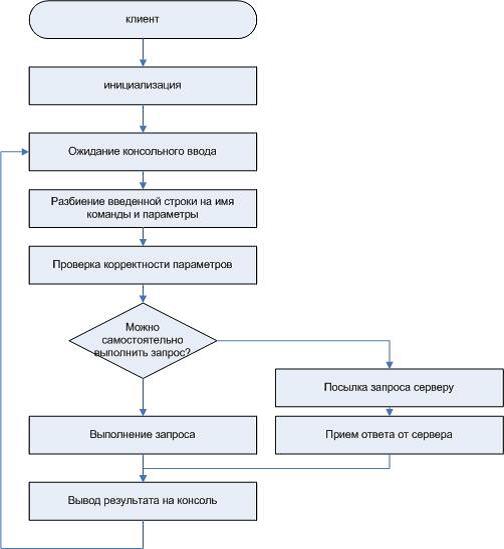 клиент
инициализация
Ожидание консольного ввода
Разбиение введенной строки на имя
команды и параметры
Проверка корректности параметров
Можно
самостоятельно
выполнить запрос?
Посылка запроса серверу
Выполнение запроса
Прием ответа от сервера
Вывод результата на консоль